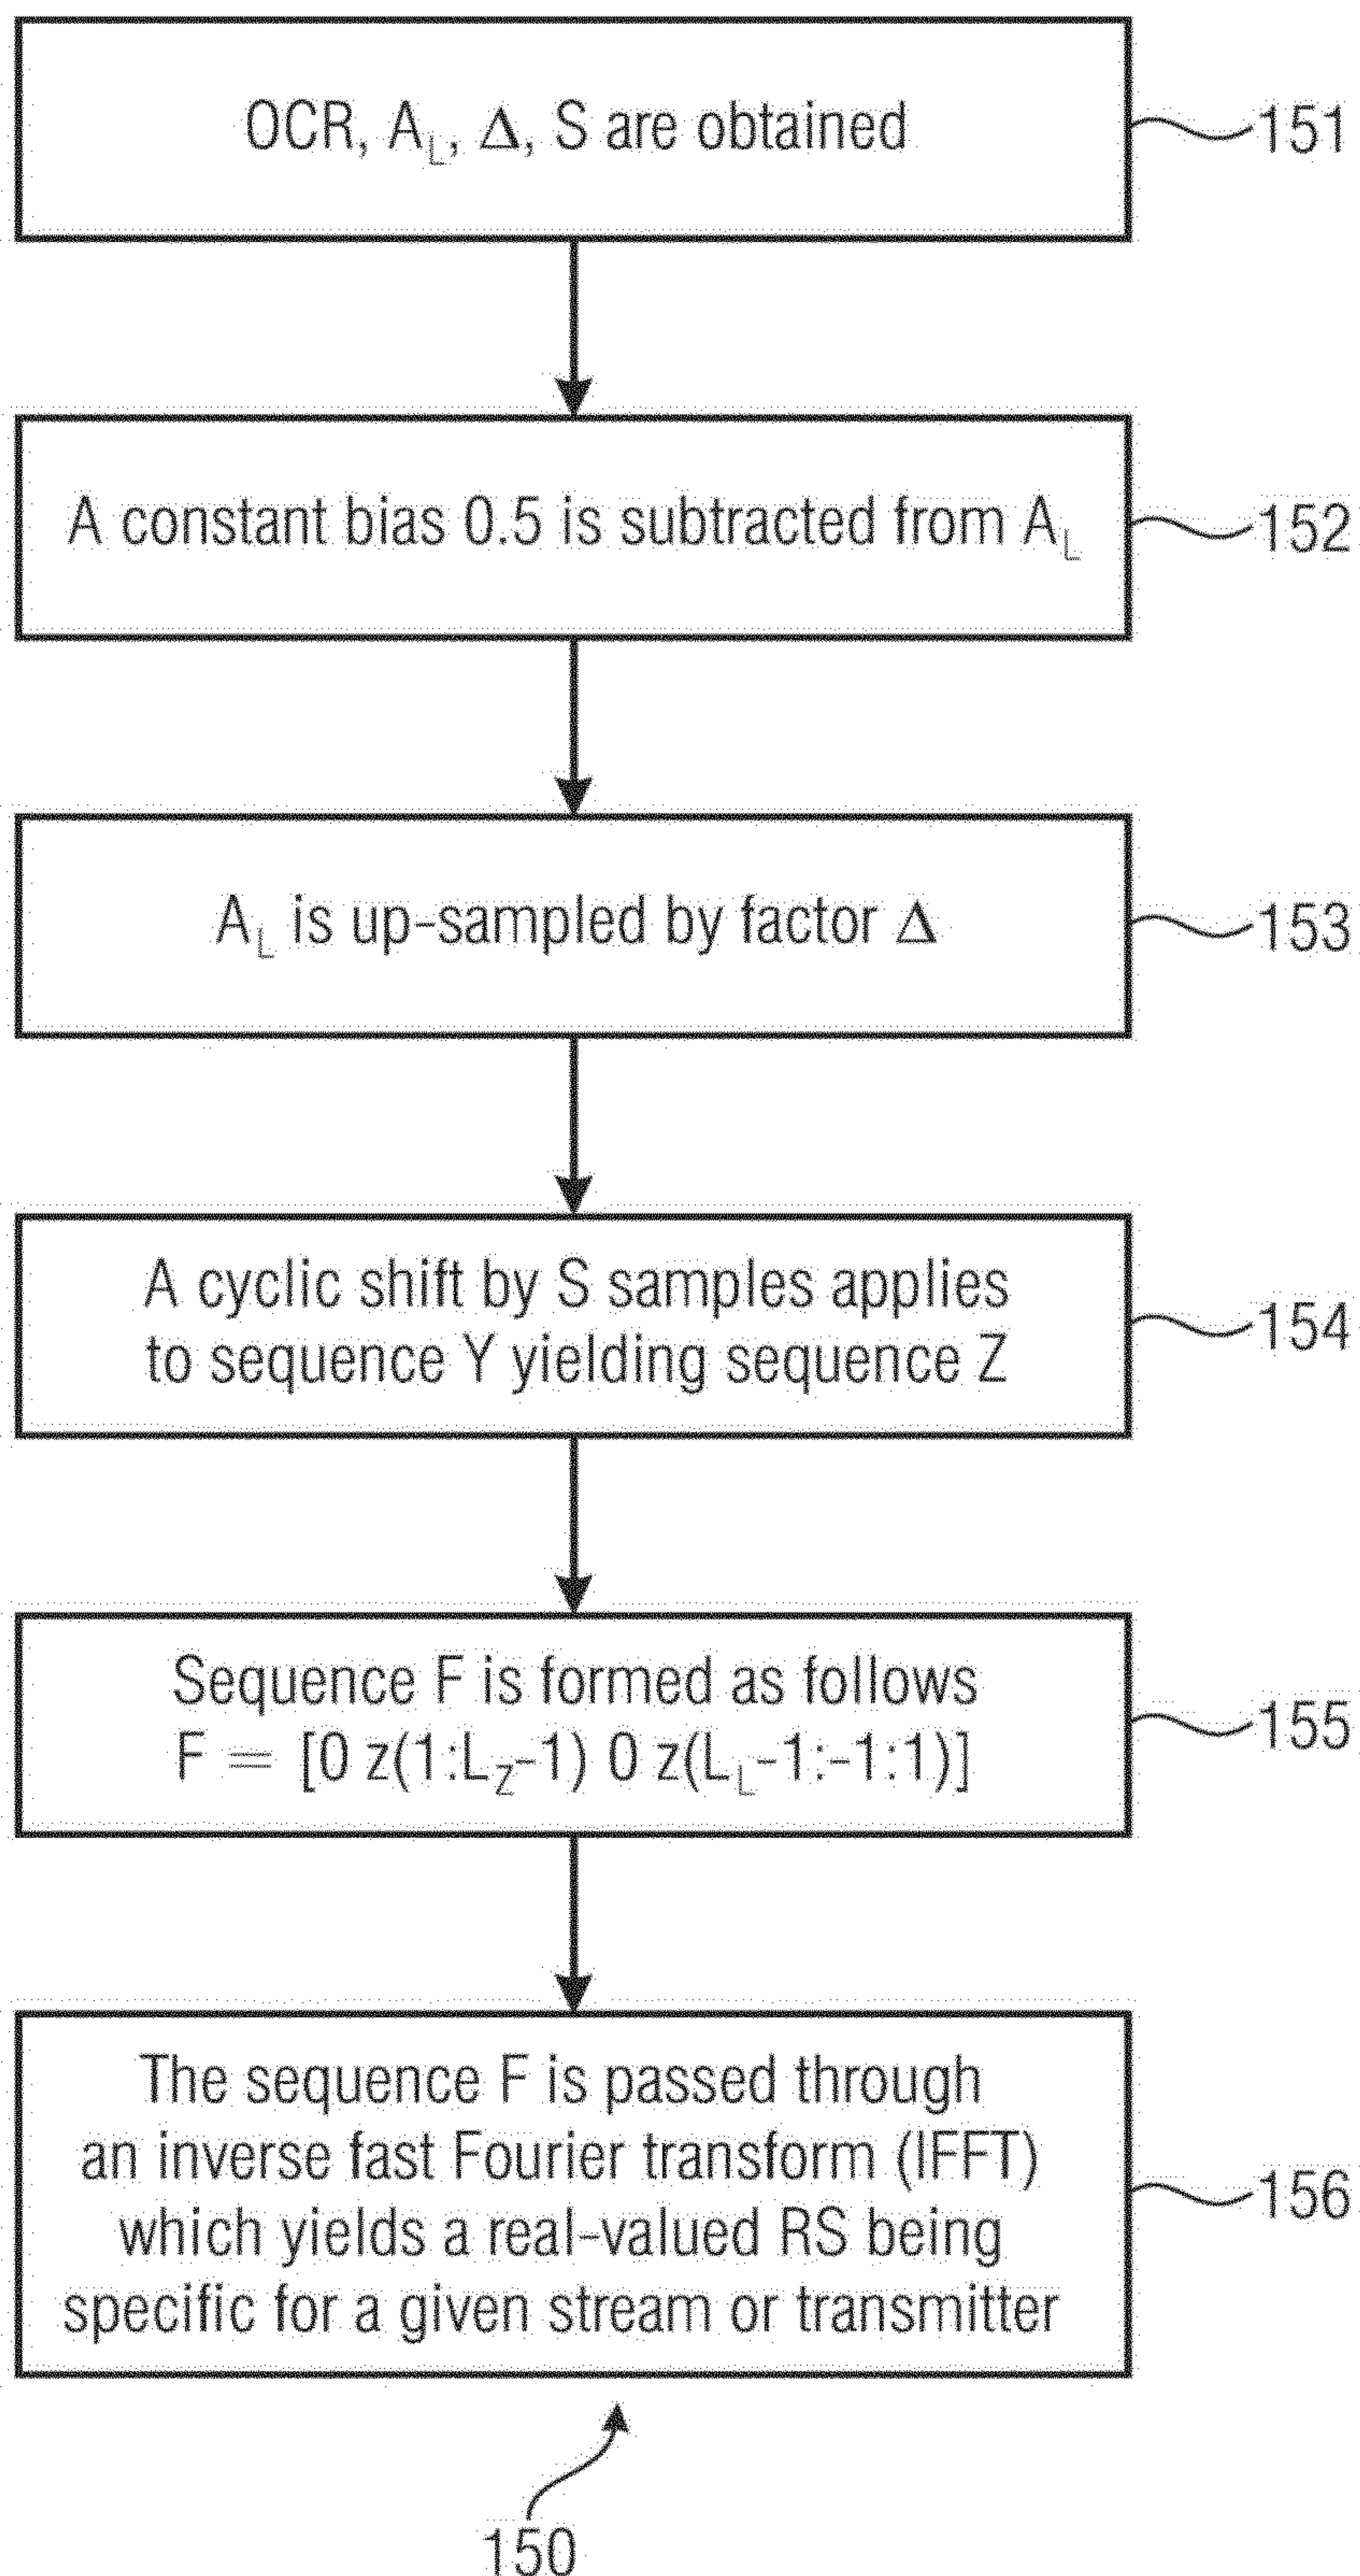 OCR, A_L, Δ, S are obtained
151
A constant bias 0.5 is subtracted from A_L
152
A_L is up-sampled by factor Δ
153
A cyclic shift by S samples applies
to sequence Y yielding sequence Z
154
Sequence F is formed as follows
F = [0 z(1:L_Z-1) 0 z(L_L-1:-1:1)]
155
The sequence F is passed through
an inverse fast Fourier transform (IFFT)
which yields a real-valued RS being
specific for a given stream or transmitter
156
150